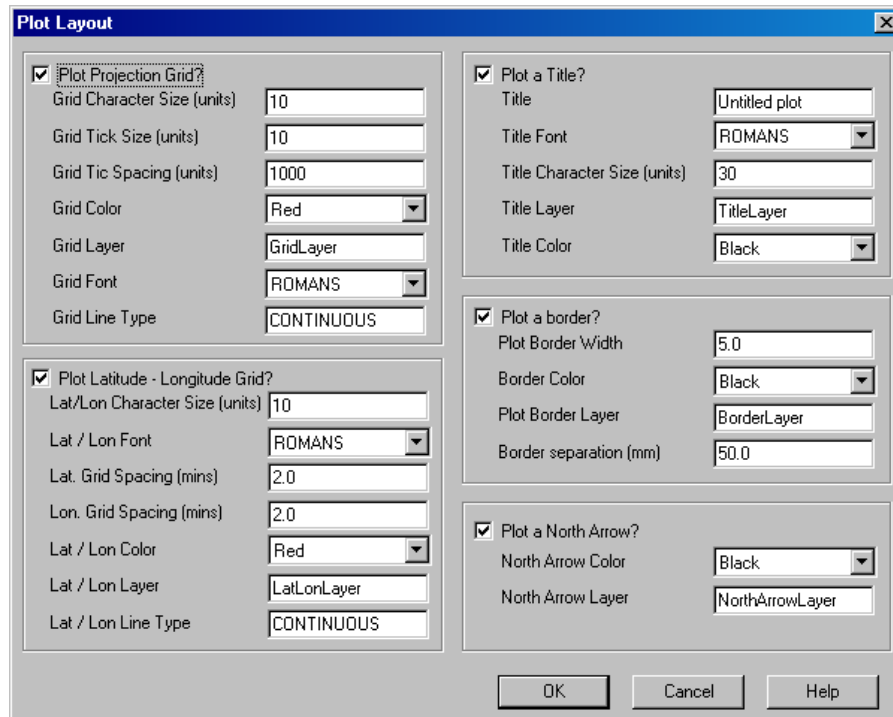 Plot Layout
Plot Projection Grid?
Grid Character Size (units) 10
Grid Tick Size (units) 10
Grid Tic Spacing (units) 1000
Grid Color Red
Grid Layer GridLayer
Grid Font ROMANS
Grid Line Type CONTINUOUS
Plot Latitude - Longitude Grid?
Lat/Lon Character Size (units) 10
Lat / Lon Font ROMANS
Lat. Grid Spacing (mins) 2.0
Lon. Grid Spacing (mins) 2.0
Lat / Lon Color Red
Lat / Lon Layer LatLonLayer
Lat / Lon Line Type CONTINUOUS
Plot a Title?
Title Untitled plot
Title Font ROMANS
Title Character Size (units) 30
Title Layer TitleLayer
Title Color Black
Plot a border?
Plot Border Width 5.0
Border Color Black
Plot Border Layer BorderLayer
Border separation (mm) 50.0
Plot a North Arrow?
North Arrow Color Black
North Arrow Layer NorthArrowLayer
OK Cancel Help